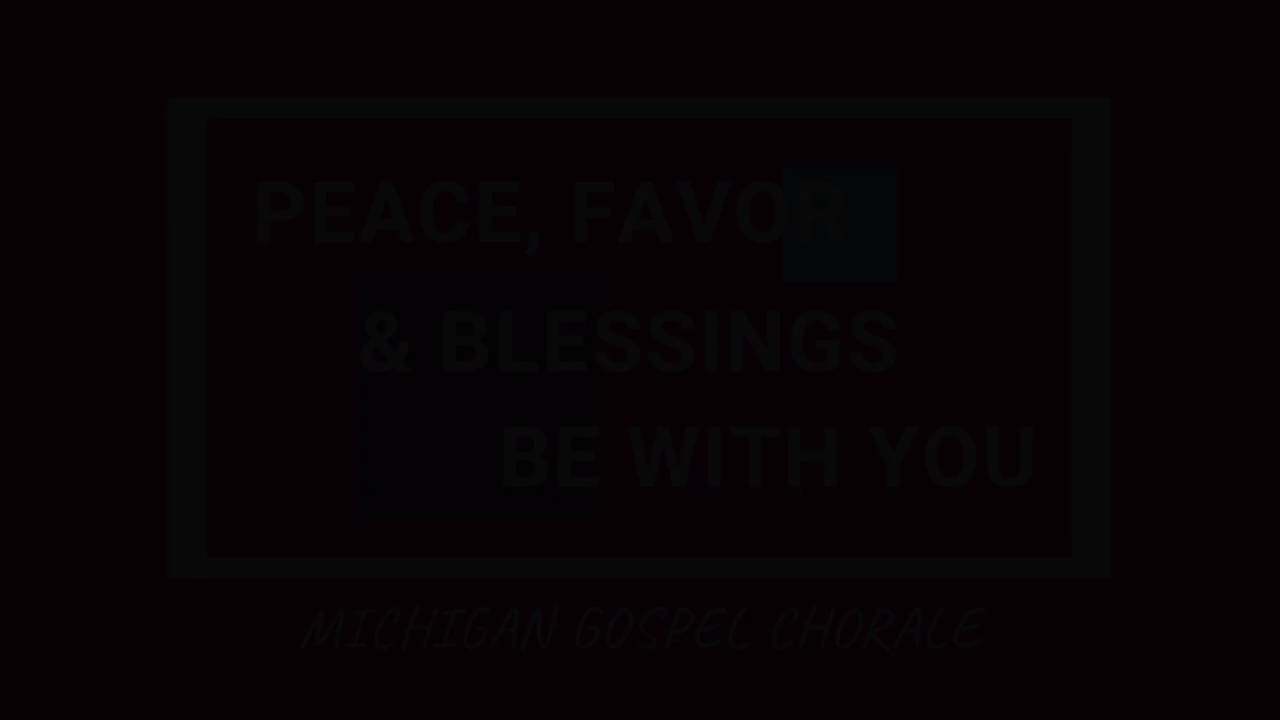 PEACE, FAVOR
& BLESSINGS
BE WITH YOU
MICHIGAN GOSPEL CHORALE